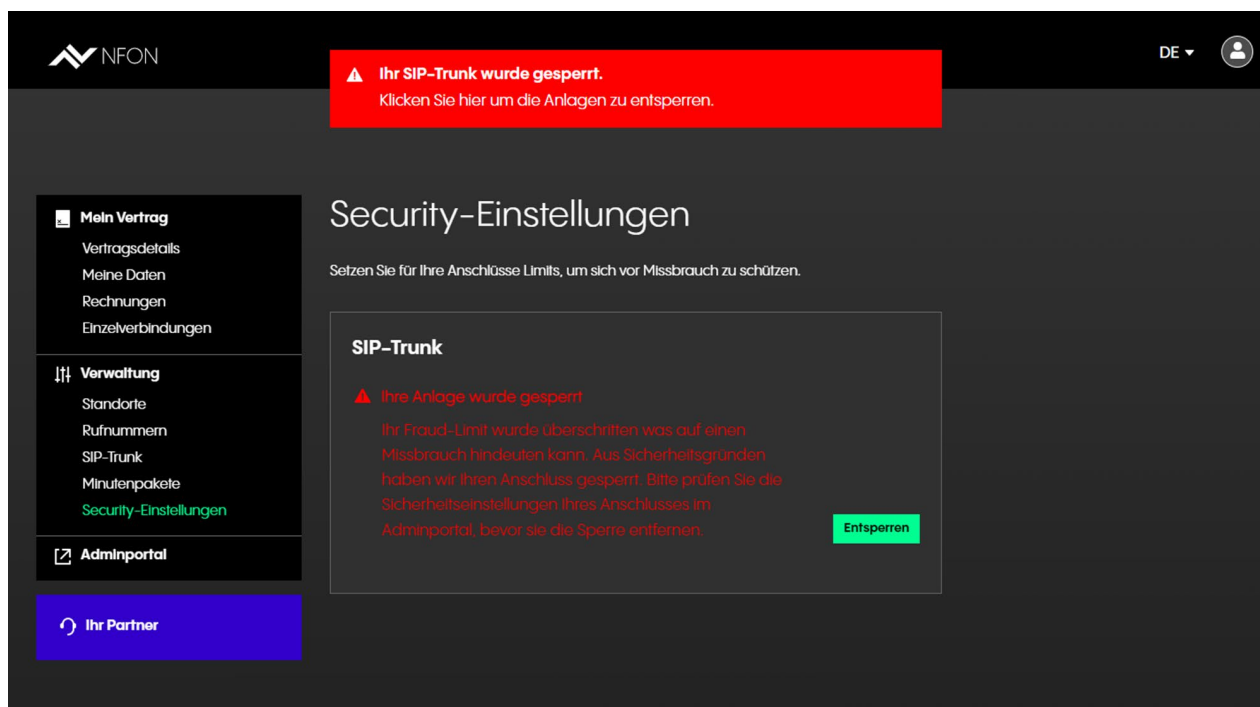 NFON
DE
Ihr SIP-Trunk wurde gesperrt.
Klicken Sie hier um die Anlagen zu entsperren.
Mein Vertrag
Vertragsdetails
Meine Daten
Rechnungen
Einzelverbindungen
Verwaltung
Standorte
Rufnummern
SIP-Trunk
Minutenpakete
Security-Einstellungen
Adminportal
Ihr Partner
Security-Einstellungen
Setzen Sie für Ihre Anschlüsse Limits, um sich vor Missbrauch zu schützen.
SIP-Trunk
Ihre Anlage wurde gesperrt
Ihr Fraud-Limit wurde überschritten was auf einen
Missbrauch hindeuten kann. Aus Sicherheitsgründen
haben wir Ihren Anschluss gesperrt. Bitte prüfen Sie die
Sicherheitseinstellungen Ihres Anschlusses im
Adminportal, bevor sie die Sperre entfernen.
Entsperren